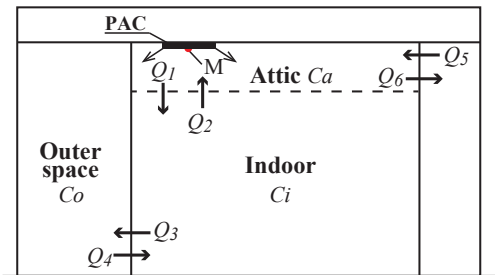 PAC
M
Q1
Attic Ca
Q5
Q6
Q2
Outer
space
Co
Indoor
Ci
Q3
Q4